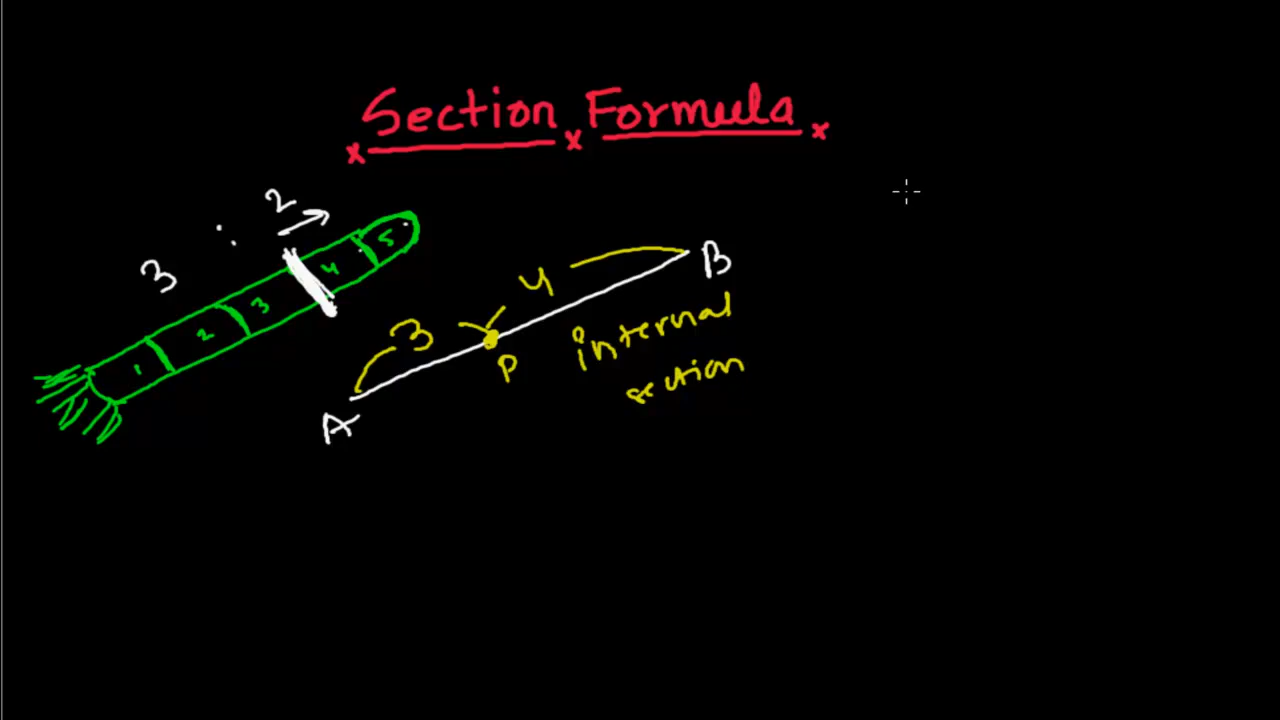 Section Formula
3 : 2
1 2 3 4 5
3 4
A P B
internal
section